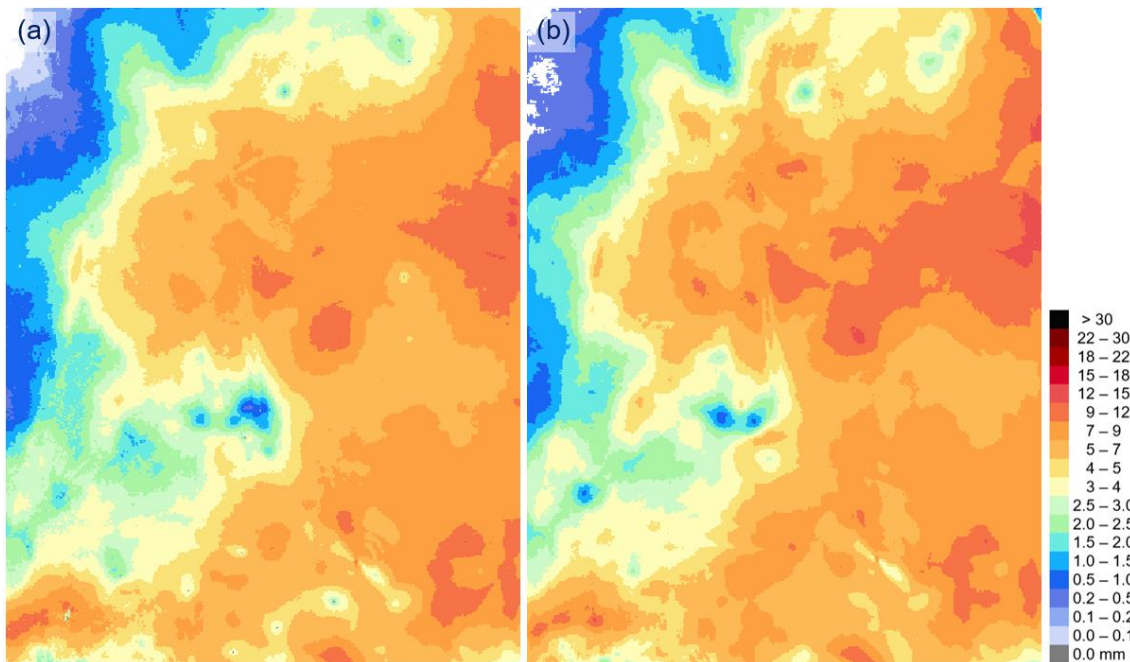 (a)
(b)
> 30
22 – 30
18 – 22
15 – 18
12 – 15
9 – 12
7 – 9
5 – 7
4 – 5
3 – 4
2.5 – 3.0
2.0 – 2.5
1.5 – 2.0
1.0 – 1.5
0.5 – 1.0
0.2 – 0.5
0.1 – 0.2
0.0 – 0.1
0.0 mm